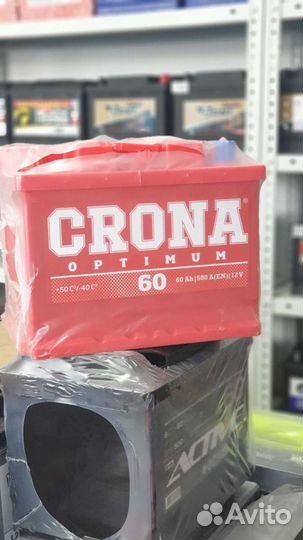 CRONA
OPTIMUM
+50 C°/-40 C° 60 60 Ah | 500 A(EN) | 12 V
ACTIVE
Avito